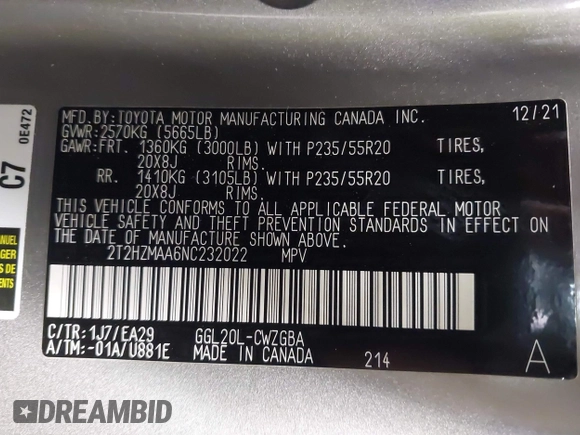 MFD.BY:TOYOTA MOTOR MANUFACTURING CANADA INC. 12/21
GVWR:2570KG (5665LB)
GAWR:FRT. 1360KG (3000LB) WITH P235/55R20 TIRES,
20X8J RIMS.
RR. 1410KG (3105LB) WITH P235/55R20 TIRES,
20X8J RIMS.
THIS VEHICLE CONFORMS TO ALL APPLICABLE FEDERAL MOTOR
VEHICLE SAFETY AND THEFT PREVENTION STANDARDS IN EFFECT ON
THE DATE OF MANUFACTURE SHOWN ABOVE.
2T2HZMAA6NC232022 MPV
C/TR:1J7/EA29 GGL20L-CWZGBA
A/TM:-01A/U881E MADE IN CANADA 214 A
C7
0E472
DREAMBID